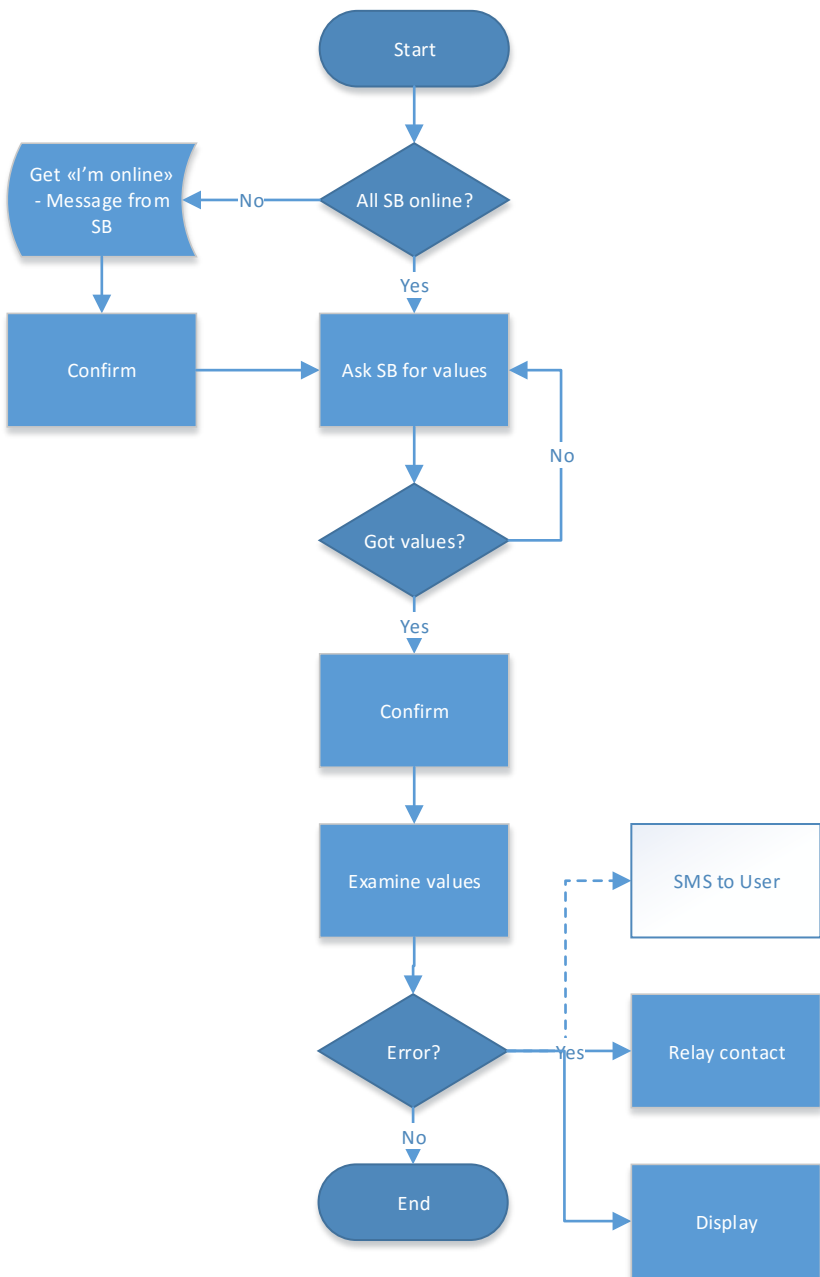 Start
Get «I'm online»
- Message from
SB
No
All SB online?
Yes
Confirm
Ask SB for values
No
Got values?
Yes
Confirm
Examine values
SMS to User
Error?
Yes
Relay contact
No
End
Display